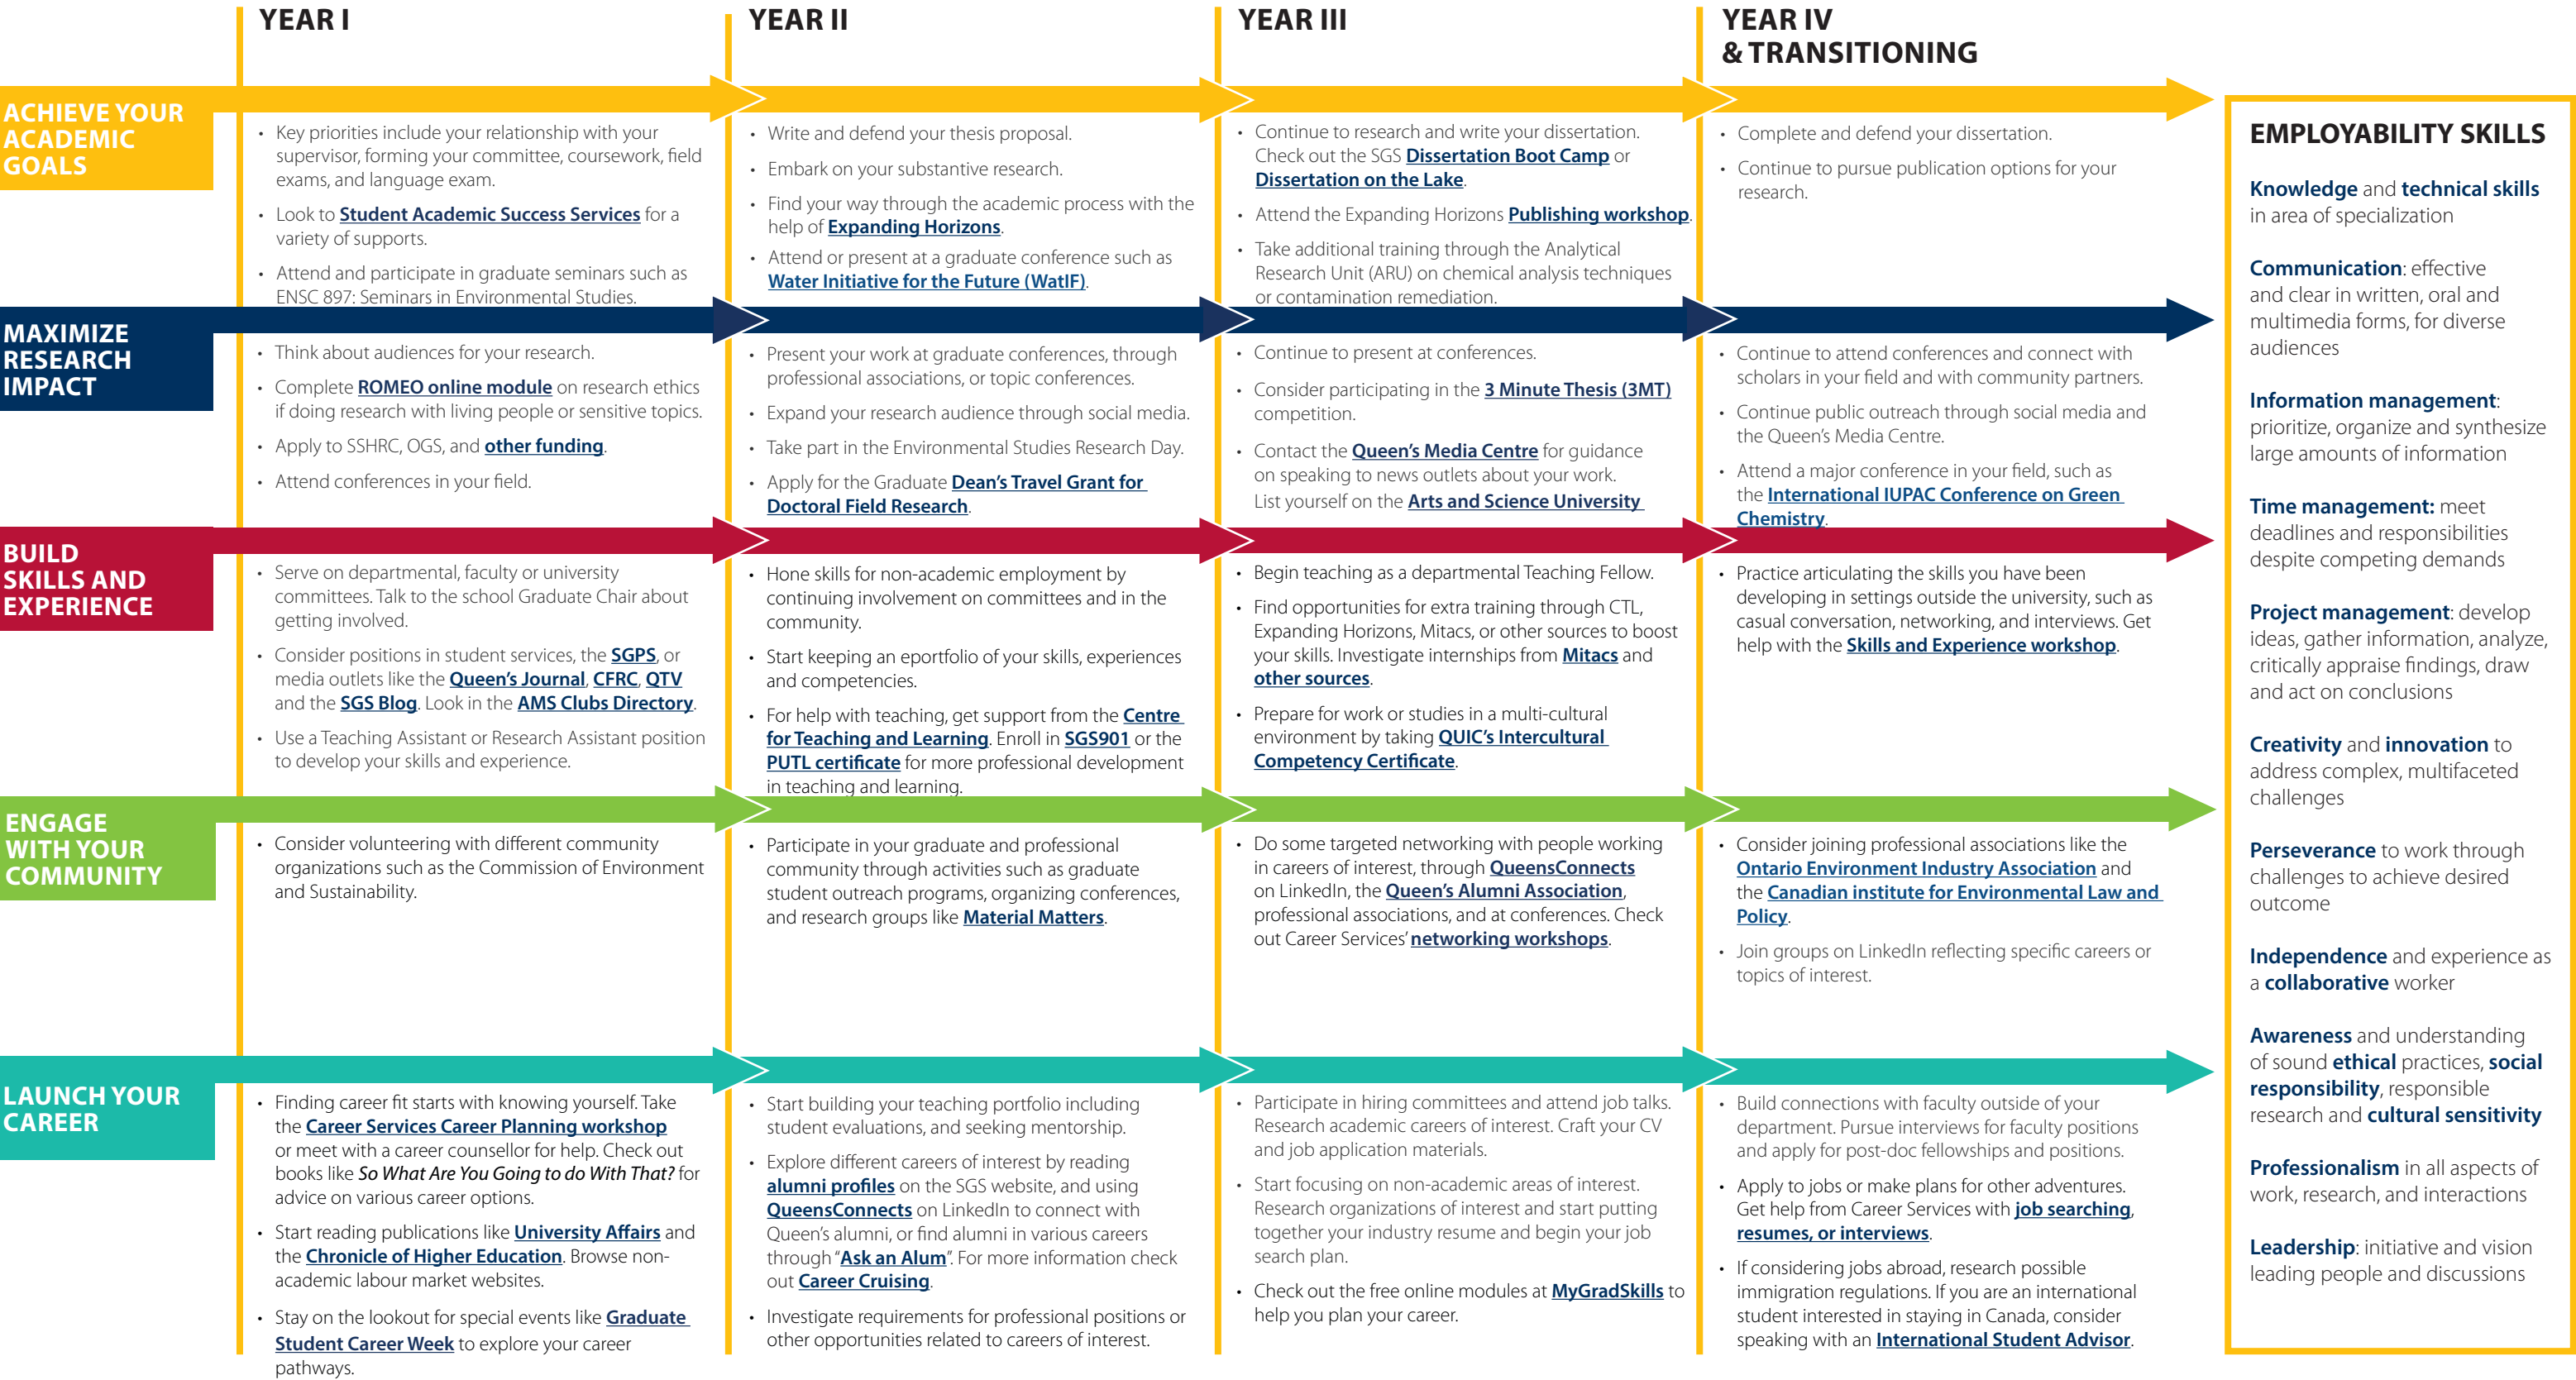 YEAR I
YEAR II
YEAR III
YEAR IV
& TRANSITIONING
ACHIEVE YOUR
ACADEMIC
GOALS
• Key priorities include your relationship with your
supervisor, forming your committee, coursework, field
exams, and language exam.
• Look to Student Academic Success Services for a
variety of supports.
• Attend and participate in graduate seminars such as
ENSC 897: Seminars in Environmental Studies.
• Write and defend your thesis proposal.
• Embark on your substantive research.
• Find your way through the academic process with the
help of Expanding Horizons.
• Attend or present at a graduate conference such as
Water Initiative for the Future (WatIF).
• Continue to research and write your dissertation.
Check out the SGS Dissertation Boot Camp or
Dissertation on the Lake.
• Attend the Expanding Horizons Publishing workshop.
• Take additional training through the Analytical
Research Unit (ARU) on chemical analysis techniques
or contamination remediation.
• Complete and defend your dissertation.
• Continue to pursue publication options for your
research.
MAXIMIZE
RESEARCH
IMPACT
• Think about audiences for your research.
• Complete ROMEO online module on research ethics
if doing research with living people or sensitive topics.
• Apply to SSHRC, OGS, and other funding.
• Attend conferences in your field.
• Present your work at graduate conferences, through
professional associations, or topic conferences.
• Expand your research audience through social media.
• Take part in the Environmental Studies Research Day.
• Apply for the Graduate Dean’s Travel Grant for
Doctoral Field Research.
• Continue to present at conferences.
• Consider participating in the 3 Minute Thesis (3MT)
competition.
• Contact the Queen’s Media Centre for guidance
on speaking to news outlets about your work.
List yourself on the Arts and Science University
• Continue to attend conferences and connect with
scholars in your field and with community partners.
• Continue public outreach through social media and
the Queen’s Media Centre.
• Attend a major conference in your field, such as
the International IUPAC Conference on Green
Chemistry.
BUILD
SKILLS AND
EXPERIENCE
• Serve on departmental, faculty or university
committees. Talk to the school Graduate Chair about
getting involved.
• Consider positions in student services, the SGPS, or
media outlets like the Queen’s Journal, CFRC, QTV
and the SGS Blog. Look in the AMS Clubs Directory.
• Use a Teaching Assistant or Research Assistant position
to develop your skills and experience.
• Hone skills for non-academic employment by
continuing involvement on committees and in the
community.
• Start keeping an eportfolio of your skills, experiences
and competencies.
• For help with teaching, get support from the Centre
for Teaching and Learning. Enroll in SGS901 or the
PUTL certificate for more professional development
in teaching and learning.
• Begin teaching as a departmental Teaching Fellow.
• Find opportunities for extra training through CTL,
Expanding Horizons, Mitacs, or other sources to boost
your skills. Investigate internships from Mitacs and
other sources.
• Prepare for work or studies in a multi-cultural
environment by taking QUIC’s Intercultural
Competency Certificate.
• Practice articulating the skills you have been
developing in settings outside the university, such as
casual conversation, networking, and interviews. Get
help with the Skills and Experience workshop.
ENGAGE
WITH YOUR
COMMUNITY
• Consider volunteering with different community
organizations such as the Commission of Environment
and Sustainability.
• Participate in your graduate and professional
community through activities such as graduate
student outreach programs, organizing conferences,
and research groups like Material Matters.
• Do some targeted networking with people working
in careers of interest, through QueensConnects
on LinkedIn, the Queen’s Alumni Association,
professional associations, and at conferences. Check
out Career Services’ networking workshops.
• Consider joining professional associations like the
Ontario Environment Industry Association and
the Canadian institute for Environmental Law and
Policy.
• Join groups on LinkedIn reflecting specific careers or
topics of interest.
LAUNCH YOUR
CAREER
• Finding career fit starts with knowing yourself. Take
the Career Services Career Planning workshop
or meet with a career counsellor for help. Check out
books like So What Are You Going to do With That? for
advice on various career options.
• Start reading publications like University Affairs and
the Chronicle of Higher Education. Browse non-
academic labour market websites.
• Stay on the lookout for special events like Graduate
Student Career Week to explore your career
pathways.
• Start building your teaching portfolio including
student evaluations, and seeking mentorship.
• Explore different careers of interest by reading
alumni profiles on the SGS website, and using
QueensConnects on LinkedIn to connect with
Queen’s alumni, or find alumni in various careers
through “Ask an Alum”. For more information check
out Career Cruising.
• Investigate requirements for professional positions or
other opportunities related to careers of interest.
• Participate in hiring committees and attend job talks.
Research academic careers of interest. Craft your CV
and job application materials.
• Start focusing on non-academic areas of interest.
Research organizations of interest and start putting
together your industry resume and begin your job
search plan.
• Check out the free online modules at MyGradSkills to
help you plan your career.
• Build connections with faculty outside of your
department. Pursue interviews for faculty positions
and apply for post-doc fellowships and positions.
• Apply to jobs or make plans for other adventures.
Get help from Career Services with job searching,
resumes, or interviews.
• If considering jobs abroad, research possible
immigration regulations. If you are an international
student interested in staying in Canada, consider
speaking with an International Student Advisor.
EMPLOYABILITY SKILLS
Knowledge and technical skills
in area of specialization
Communication: effective
and clear in written, oral and
multimedia forms, for diverse
audiences
Information management:
prioritize, organize and synthesize
large amounts of information
Time management: meet
deadlines and responsibilities
despite competing demands
Project management: develop
ideas, gather information, analyze,
critically appraise findings, draw
and act on conclusions
Creativity and innovation to
address complex, multifaceted
challenges
Perseverance to work through
challenges to achieve desired
outcome
Independence and experience as
a collaborative worker
Awareness and understanding
of sound ethical practices, social
responsibility, responsible
research and cultural sensitivity
Professionalism in all aspects of
work, research, and interactions
Leadership: initiative and vision
leading people and discussions